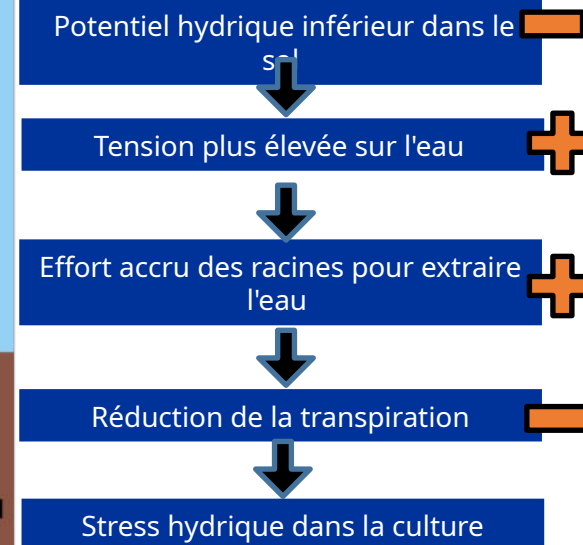 Potentiel hydrique inférieur dans le
sol
Tension plus élevée sur l'eau
Effort accru des racines pour extraire
l'eau
Réduction de la transpiration
Stress hydrique dans la culture